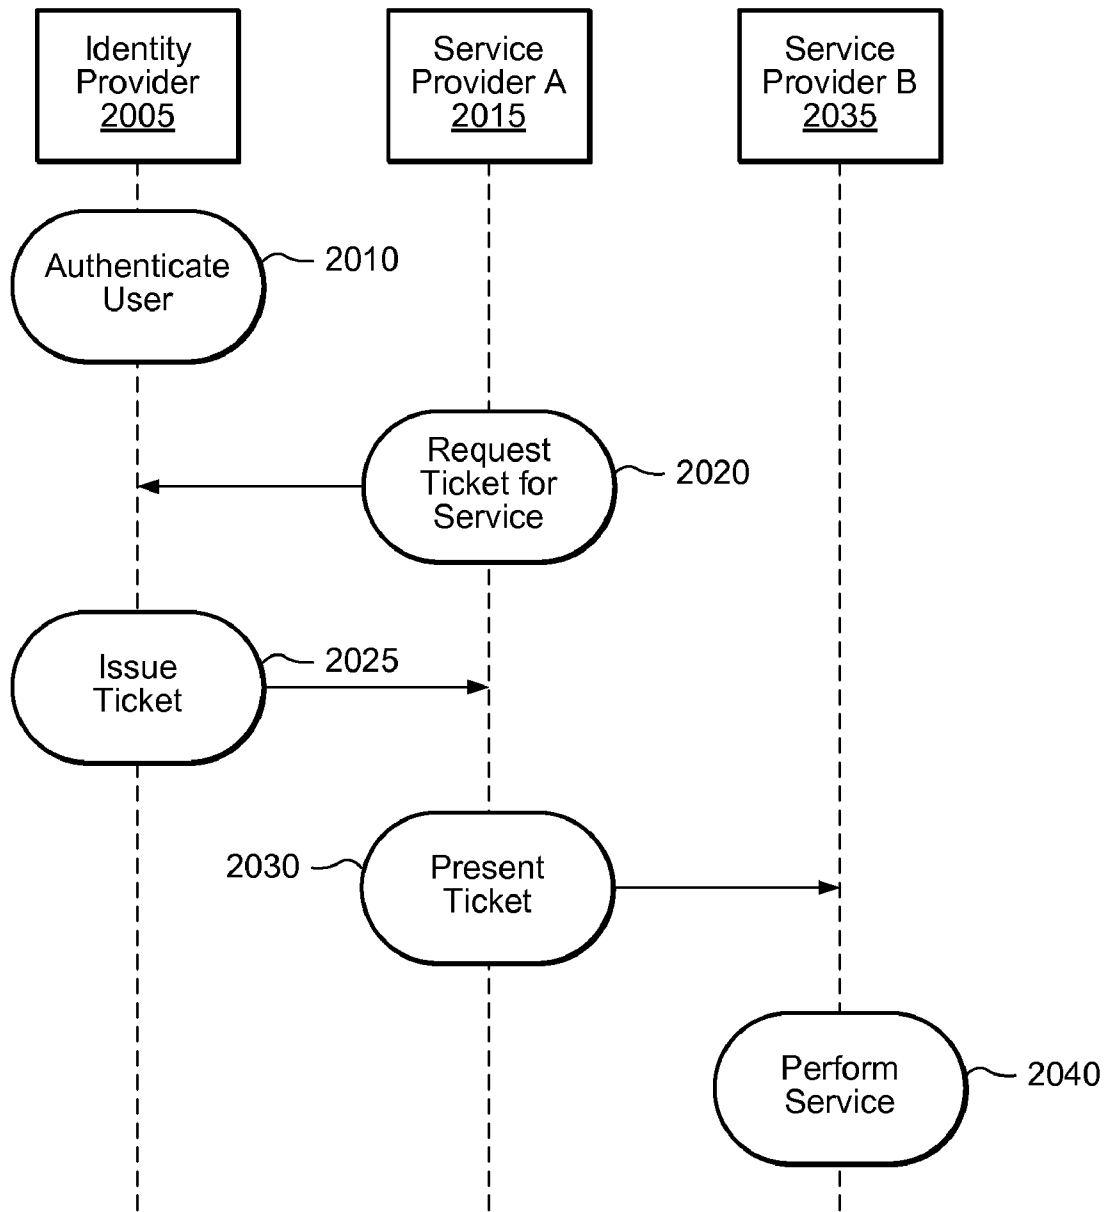 Identity
Provider
2005
Service
Provider A
2015
Service
Provider B
2035
Authenticate
User
2010
Request
Ticket for
Service
2020
Issue
Ticket
2025
2030
Present
Ticket
Perform
Service
2040